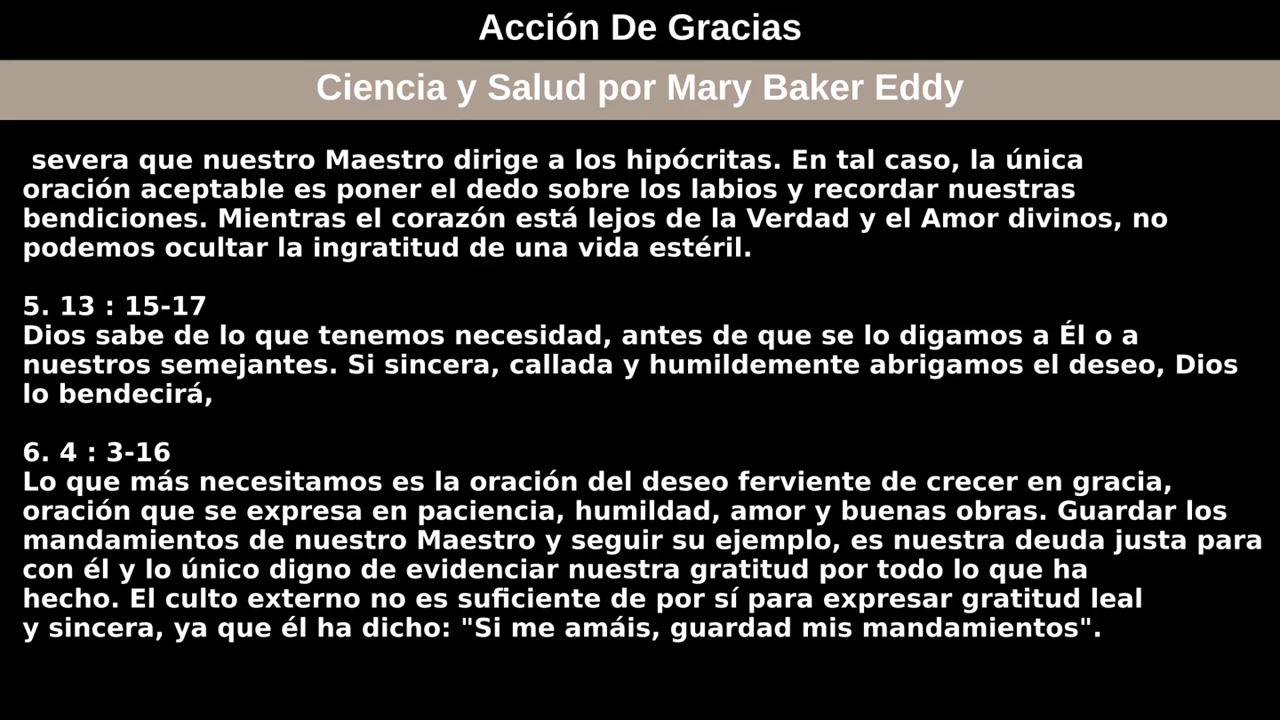 Acción De Gracias
Ciencia y Salud por Mary Baker Eddy
severa que nuestro Maestro dirige a los hipócritas. En tal caso, la única
oración aceptable es poner el dedo sobre los labios y recordar nuestras
bendiciones. Mientras el corazón está lejos de la Verdad y el Amor divinos, no
podemos ocultar la ingratitud de una vida estéril.
5. 13 : 15-17
Dios sabe de lo que tenemos necesidad, antes de que se lo digamos a Él o a
nuestros semejantes. Si sincera, callada y humildemente abrigamos el deseo, Dios
lo bendecirá,
6. 4 : 3-16
Lo que más necesitamos es la oración del deseo ferviente de crecer en gracia,
oración que se expresa en paciencia, humildad, amor y buenas obras. Guardar los
mandamientos de nuestro Maestro y seguir su ejemplo, es nuestra deuda justa para
con él y lo único digno de evidenciar nuestra gratitud por todo lo que ha
hecho. El culto externo no es suficiente de por sí para expresar gratitud leal
y sincera, ya que él ha dicho: "Si me amáis, guardad mis mandamientos".